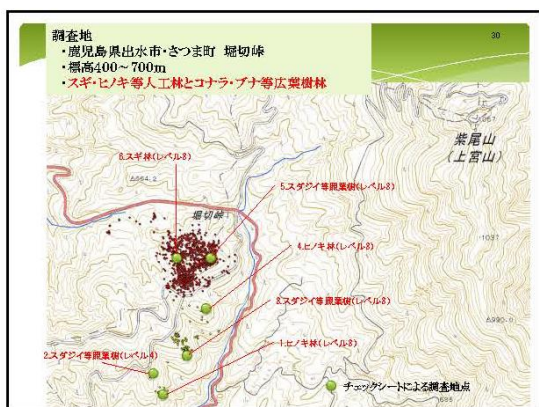 調査地
・鹿児島県出水市・さつま町 堀切峠
・標高400～700m
・スギ・ヒノキ等人工林とコナラ・ブナ等広葉樹林
30
1067
紫尾山
(上宮山)
6.スギ林(レベル3)
△664.2
5.スダジイ等照葉樹(レベル3)
堀切峠
4.ヒノキ林(レベル3)
1037
3.スダジイ等照葉樹(レベル3)
2.スダジイ等照葉樹(レベル4)
1.ヒノキ林(レベル3)
チェックシートによる調査地点